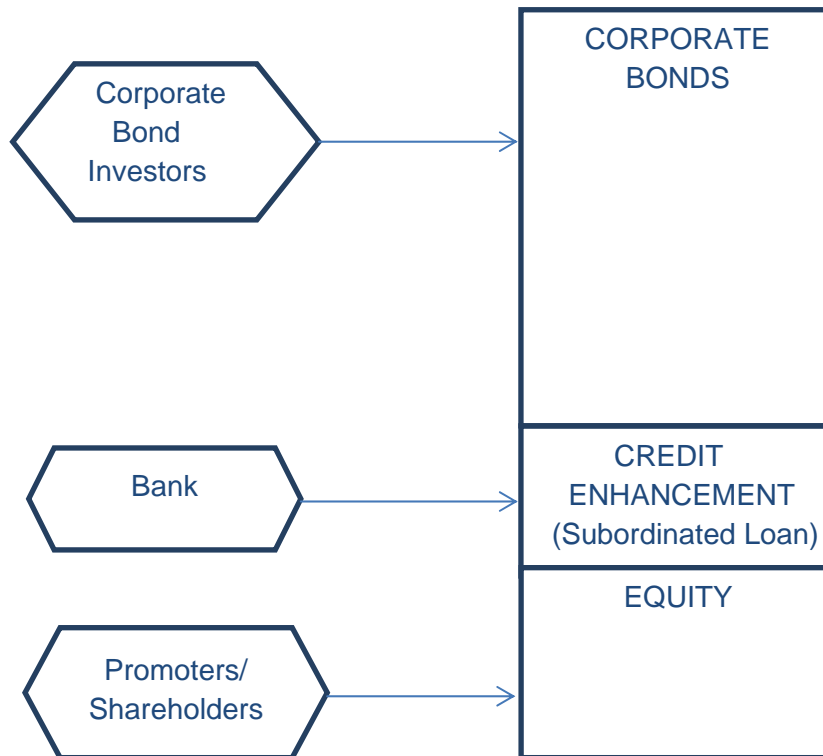 Corporate
Bond
Investors
CORPORATE
BONDS
Bank
CREDIT
ENHANCEMENT
(Subordinated Loan)
Promoters/
Shareholders
EQUITY